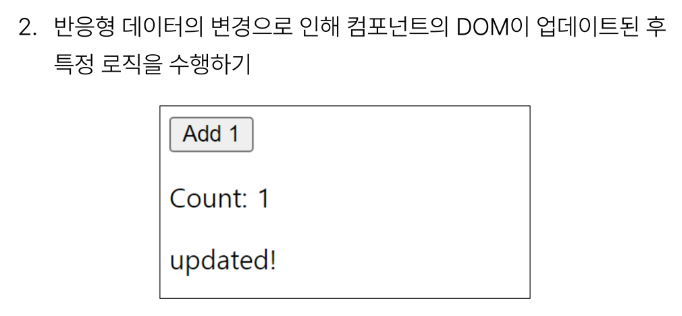 2. 반응형 데이터의 변경으로 인해 컴포넌트의 DOM이 업데이트된 후
특정 로직을 수행하기
Add 1
Count: 1
updated!